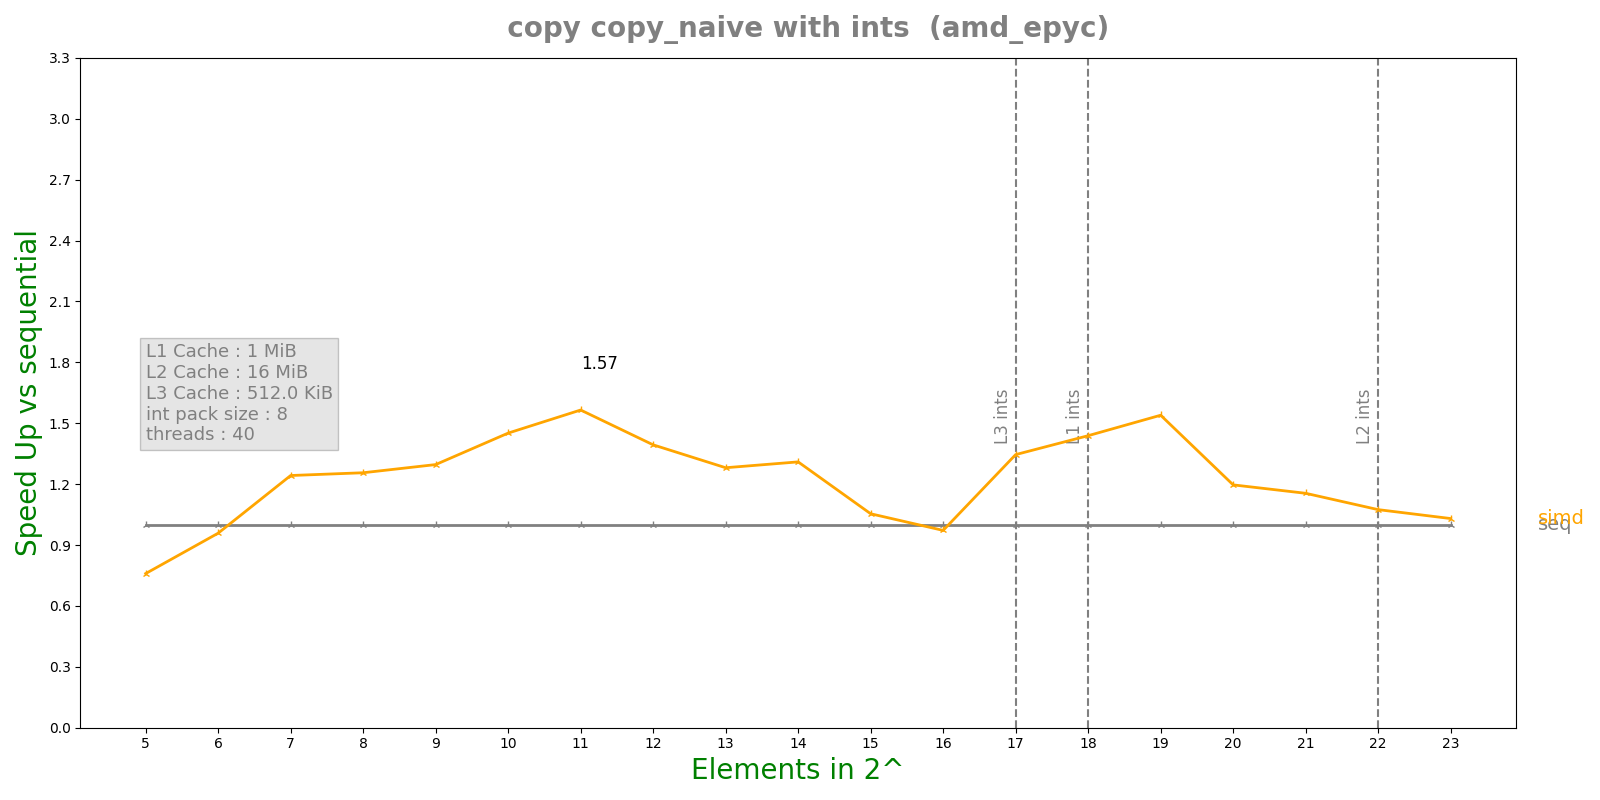 copy copy_naive with ints  (amd_epyc)
Speed Up vs sequential
3.3
3.0
2.7
2.4
2.1
1.8
1.5
1.2
0.9
0.6
0.3
0.0
L1 Cache : 1 MiB
L2 Cache : 16 MiB
L3 Cache : 512.0 KiB
int pack size : 8
threads : 40
1.57
L3 ints
L1 ints
L2 ints
simd
seq
5 6 7 8 9 10 11 12 13 14 15 16 17 18 19 20 21 22 23
Elements in 2^